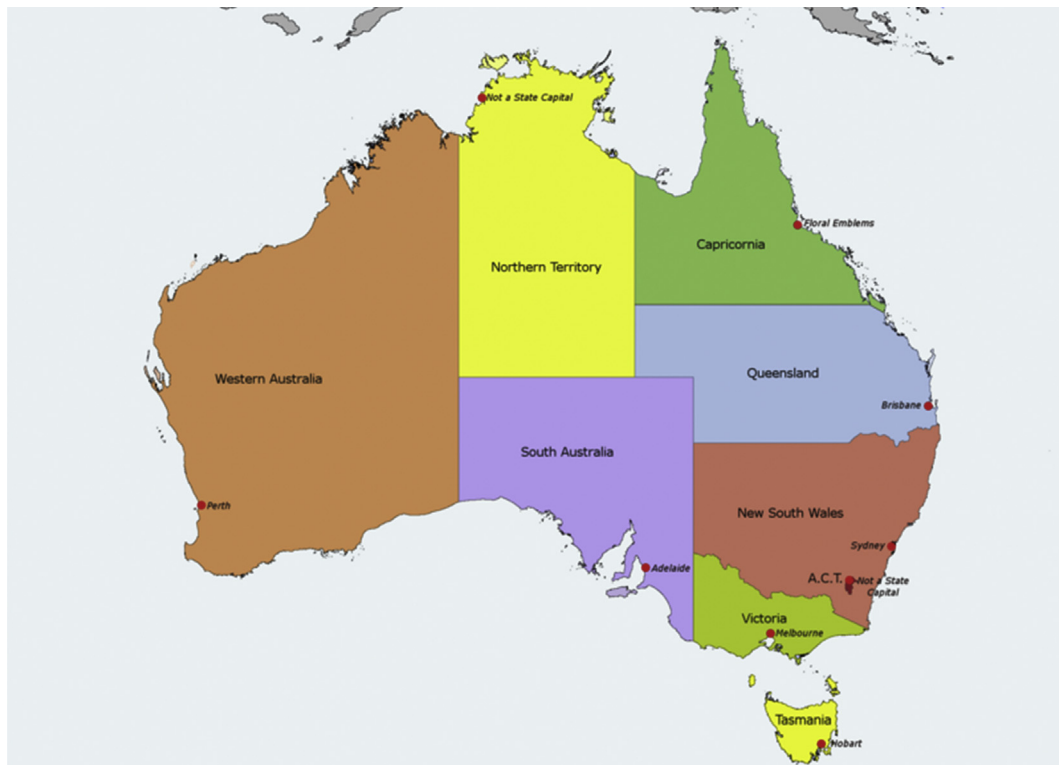 Not a State Capital
Floral Emblems
Capricornia
Northern Territory
Queensland
Western Australia
Brisbane
South Australia
Perth
New South Wales
Sydney
Adelaide
A.C.T.
Not a State
Capital
Victoria
Melbourne
Tasmania
Hobart